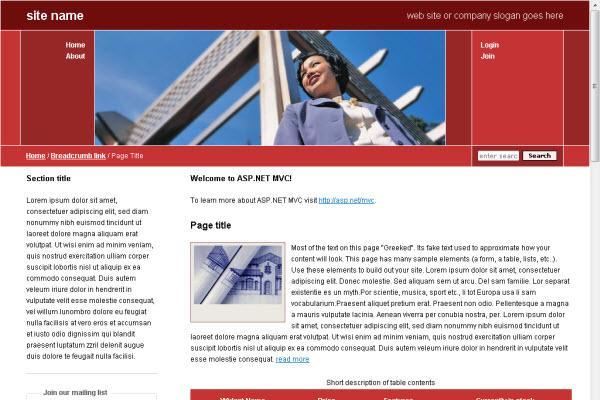 site name
web site or company slogan goes here
Home
About
Login
Join
Home / Breadcrumb link / Page Title
enter searc
Search
Section title
Lorem ipsum dolor sit amet,
consectetuer adipiscing elit, sed diam
nonummy nibh euismod tincidunt ut
laoreet dolore magna aliquam erat
volutpat. Ut wisi enim ad minim veniam,
quis nostrud exercitation ulliam corper
suscipit lobortis nisl ut aliquip ex ea
commodo consequat. Duis autem
veleum iriure dolor in hendrerit in
vulputate velit esse molestie consequat,
vel willum lunombro dolore eu feugiat
nulla facilisis at vero eros et accumsan
et iusto odio dignissim qui blandit
praesent luptatum zzril delenit augue
duis dolore te feugait nulla facilisi.
Join our mailing list
Welcome to ASP.NET MVC!
To learn more about ASP.NET MVC visit http://asp.net/mvc.
Page title
Most of the text on this page "Greeked". Its fake text used to approximate how your
content will look. This page has many sample elements (a form, a table, lists, etc..).
Use these elements to build out your site. Lorem ipsum dolor sit amet, consectetuer
adipiscing elit. Donec molestie. Sed aliquam sem ut arcu. Del sam familie. Lor separat
existentie es un myth.Por scientie, musica, sport etc., li tot Europa usa li sam
vocabularium.Praesent aliquet pretium erat. Praesent non odio. Pellentesque a magna
a mauris vulputate lacinia. Aenean viverra per conubia nostra, per. Lorem ipsum dolor
sit amet, consectetuer adipiscing elit, sed diam nonummy nibh euismod tincidunt ut
laoreet dolore magna aliquam erat volutpat. Ut wisi enim ad minim veniam, quis nostrud exercitation ulliam corper
suscipit lobortis nisl ut aliquip ex ea commodo consequat. Duis autem veleum iriure dolor in hendrerit in vulputate velit
esse molestie consequat. read more
Short description of table contents